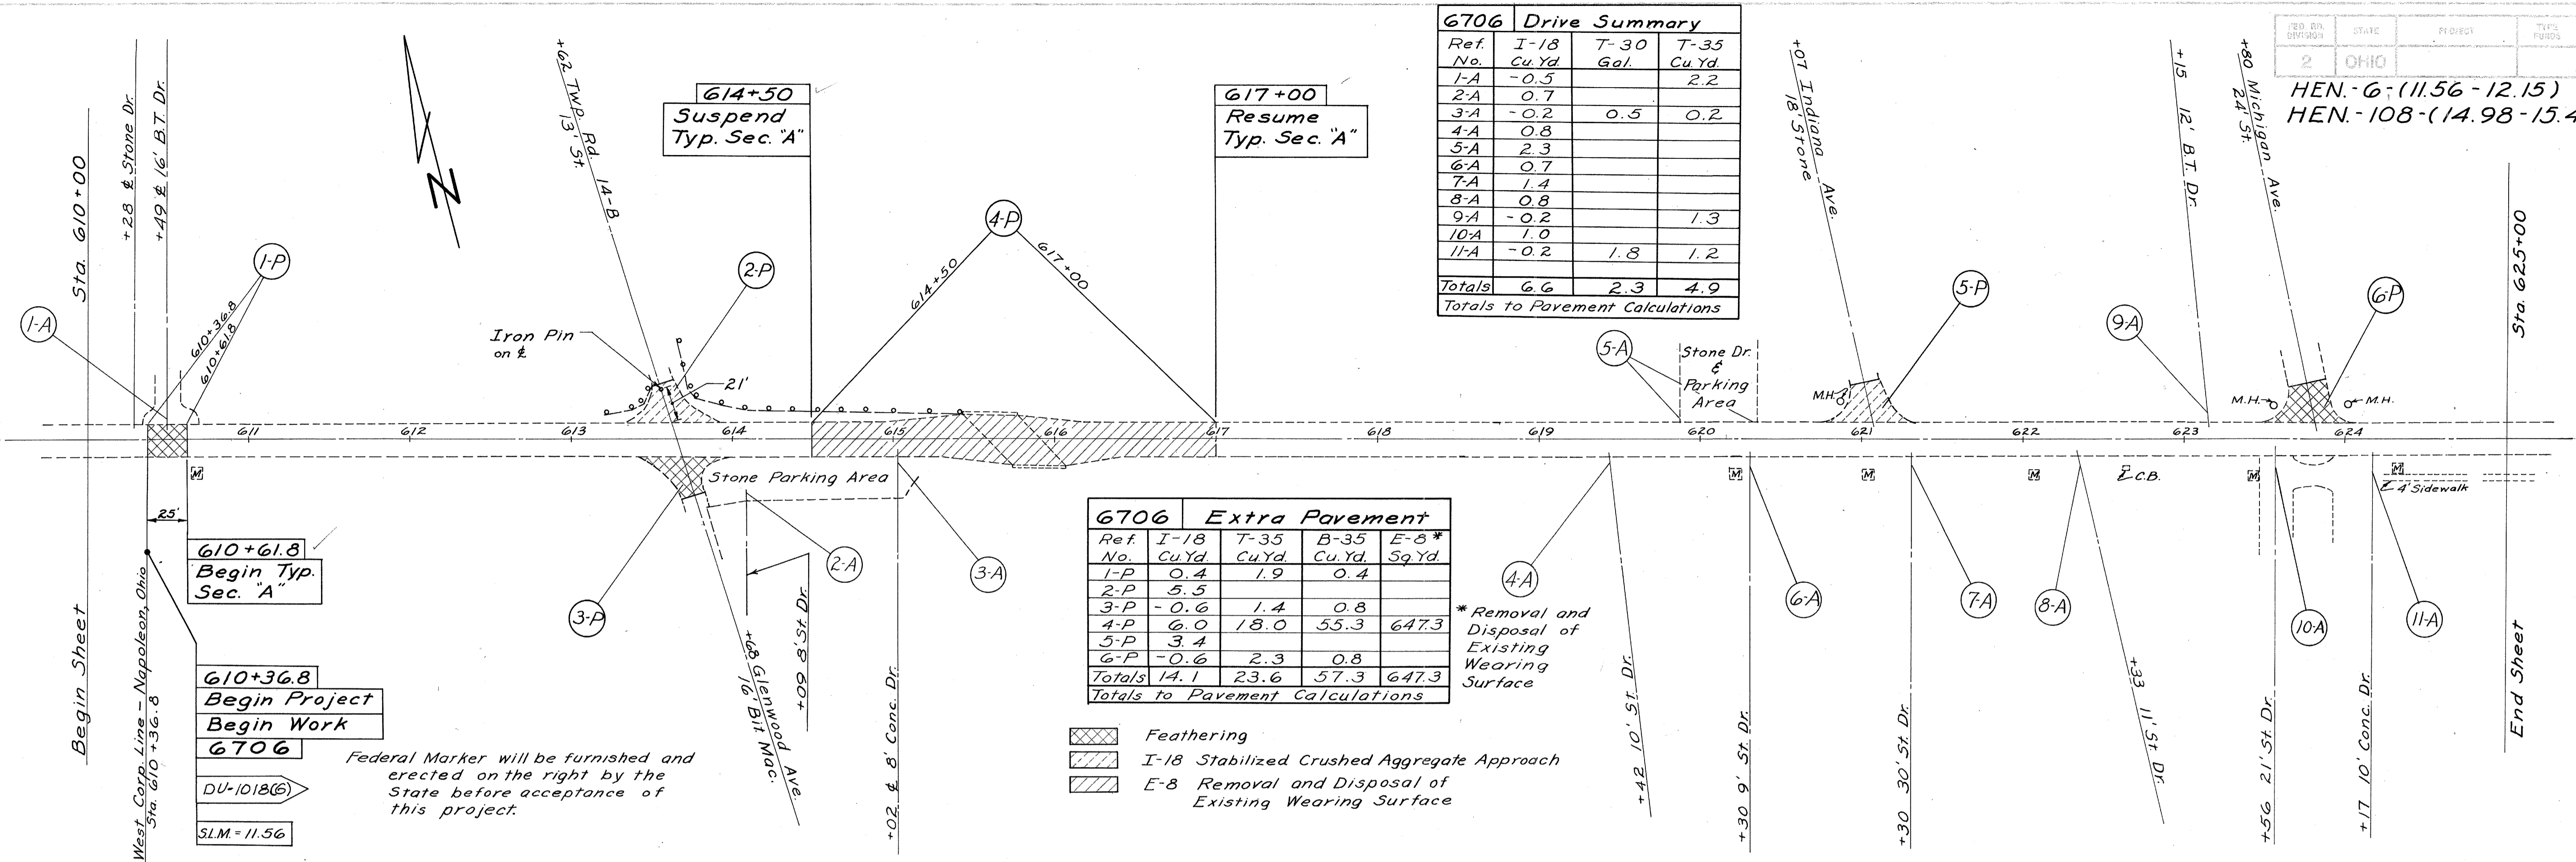 FED. RD. DIVISION STATE PROJECT TYPE FUNDS
2 OHIO
HEN.-6-(11.56 - 12.15)
HEN.-108-(14.98-15.4
6706 Drive Summary
Ref. No. I-18 Cu. Yd. T-30 Gal. T-35 Cu. Yd.
1-A -0.5 2.2
2-A 0.7
3-A -0.2 0.5 0.2
4-A 0.8
5-A 2.3
6-A 0.7
7-A 1.4
8-A 0.8
9-A -0.2 1.3
10-A 1.0
11-A -0.2 1.8 1.2
Totals 6.6 2.3 4.9
Totals to Pavement Calculations
Begin Sheet Sta. 610+00
+28 ℄ Stone Dr.
+49 ℄ 16' B.T. Dr.
+62 Twp. Rd. 14-B
13' St.
614+50
Suspend
Typ. Sec. "A"
617+00
Resume
Typ. Sec. "A"
+07 Indiana Ave.
18' Stone
+15 12' B.T. Dr.
+80 Michigan Ave.
24' St.
End Sheet Sta. 625+00
N
1-A
1-P
610+36.8
610+61.8
2-P
4-P
614+50
617+00
Iron Pin
on ℄
21'
5-A
Stone Dr.
&
Parking
Area
5-P
9-A
6-P
M.H.
M.H.
M.H.
611 612 613 614 615 616 617 618 619 620 621 622 623 624
M
M
M
M
M
M
Stone Parking Area
C.B.
4' Sidewalk
25'
610+61.8
Begin Typ.
Sec. "A"
3-P
2-A
3-A
4-A
6-A
7-A
8-A
10-A
11-A
West Corp. Line - Napoleon, Ohio
Sta. 610+36.8
610+36.8
Begin Project
Begin Work
6706
DU-1018(6)
S.L.M. = 11.56
Federal Marker will be furnished and
erected on the right by the
State before acceptance of
this project.
+68 Glenwood Ave.
16' Bit Mac.
+09 8' St. Dr.
+02 ℄ 8' Conc. Dr.
6706 Extra Pavement
Ref. No. I-18 Cu. Yd. T-35 Cu Yd. B-35 Cu. Yd. E-8* Sq. Yd.
1-P 0.4 1.9 0.4
2-P 5.5
3-P -0.6 1.4 0.8
4-P 6.0 18.0 55.3 647.3
5-P 3.4
6-P -0.6 2.3 0.8
Totals 14.1 23.6 57.3 647.3
Totals to Pavement Calculations
* Removal and
Disposal of
Existing
Wearing
Surface
Feathering
I-18 Stabilized Crushed Aggregate Approach
E-8 Removal and Disposal of
Existing Wearing Surface
+42 10' St. Dr.
+30 9' St. Dr.
+30 30' St. Dr.
+33 11' St. Dr.
+56 21' St. Dr.
+17 10' Conc. Dr.